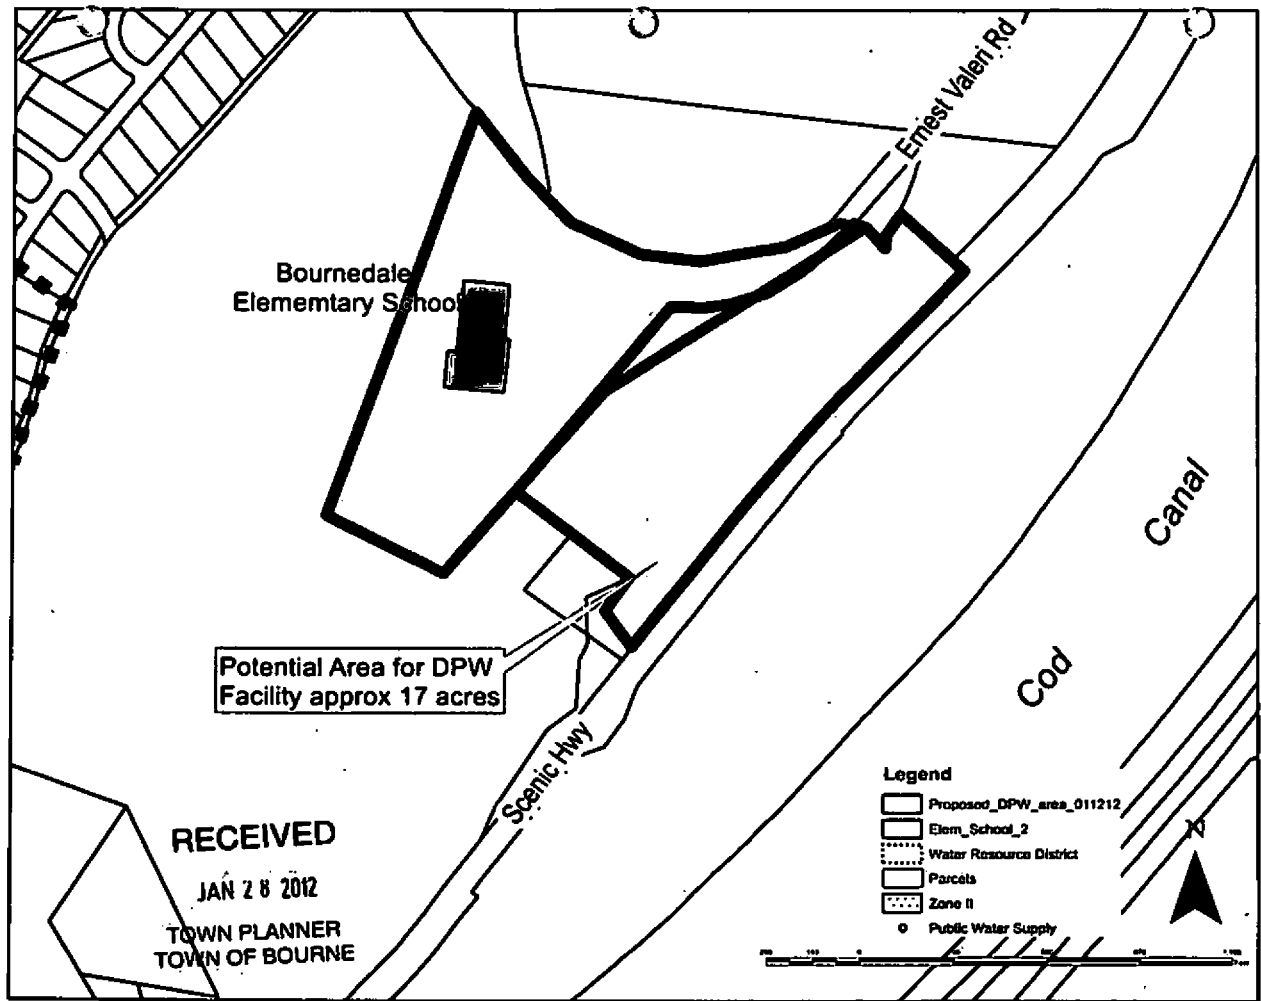 Ernest Valeri Rd
Bournedale
Elememtary School
Canal
Cod
Potential Area for DPW
Facility approx 17 acres
Scenic Hwy
Legend
Proposed_DPW_area_011212
Elem_School_2
Water Resource District
Parcels
Zone II
Public Water Supply
N
RECEIVED
JAN 28 2012
TOWN PLANNER
TOWN OF BOURNE